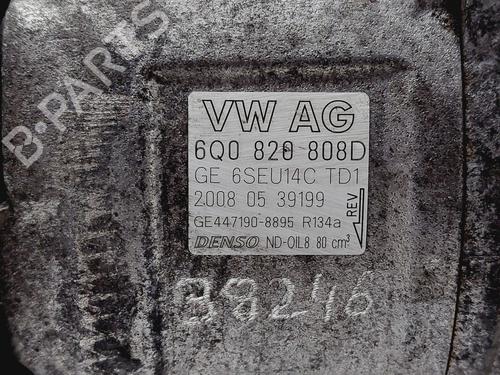 B-PARTS
VW AG
6Q0 820 808D
GE 6SEU14C TD1
2008 05 39199
GE447190-8895 R134a
DENSO ND-OIL8 80 cm³
REV
98246